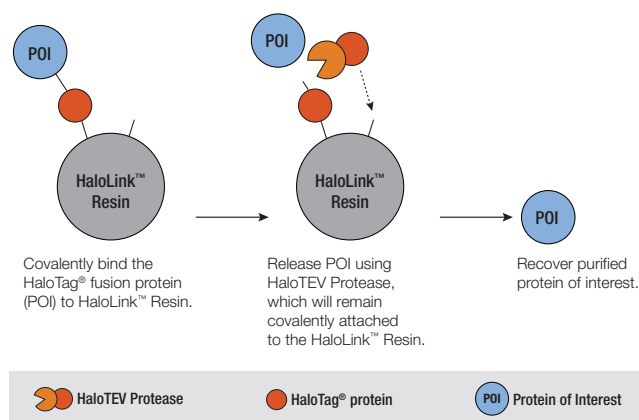 POI
HaloLink™
Resin
Covalently bind the
HaloTag® fusion protein
(POI) to HaloLink™ Resin.
POI
HaloLink™
Resin
Release POI using
HaloTEV Protease,
which will remain
covalently attached
to the HaloLink™ Resin.
POI
Recover purified
protein of interest.
HaloTEV Protease
HaloTag® protein
POI
Protein of Interest